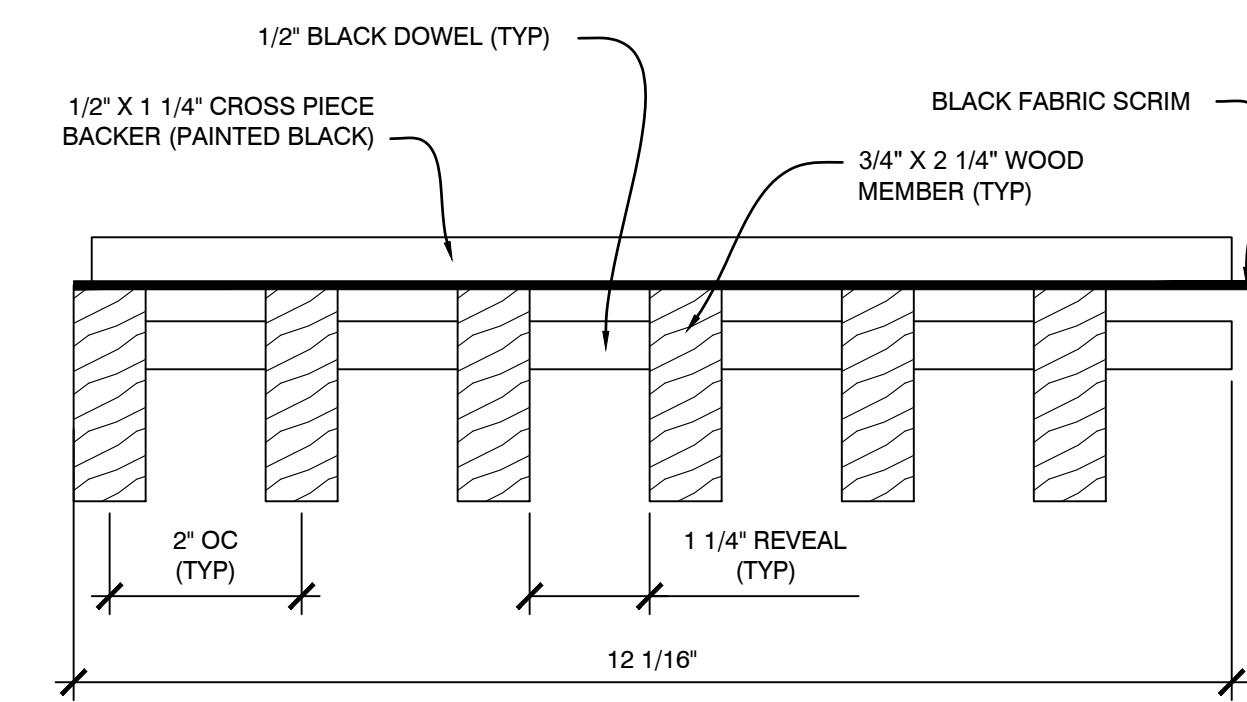 1/2" BLACK DOWEL (TYP)
1/2" X 1 1/4" CROSS PIECE
BACKER (PAINTED BLACK)
BLACK FABRIC SCRIM
3/4" X 2 1/4" WOOD
MEMBER (TYP)
2" OC
(TYP)
1 1/4" REVEAL
(TYP)
12 1/16"